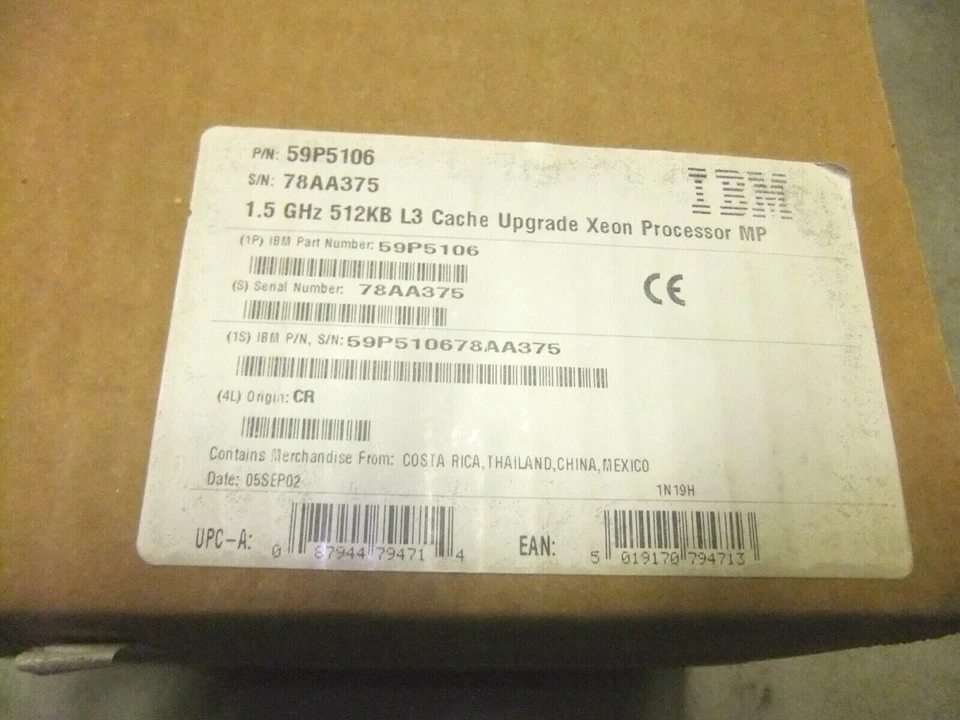 P/N: 59P5106
IBM
S/N: 78AA375
1.5 GHz 512KB L3 Cache Upgrade Xeon Processor MP
(1P) IBM Part Number: 59P5106
(S) Serial Number: 78AA375
CE
(1S) IBM P/N, S/N: 59P510678AA375
(4L) Origin: CR
Contains Merchandise From: COSTA RICA,THAILAND,CHINA,MEXICO
Date: 05SEP02
1N19H
UPC-A: 0 87944 79471 4
EAN: 5 019170 794713